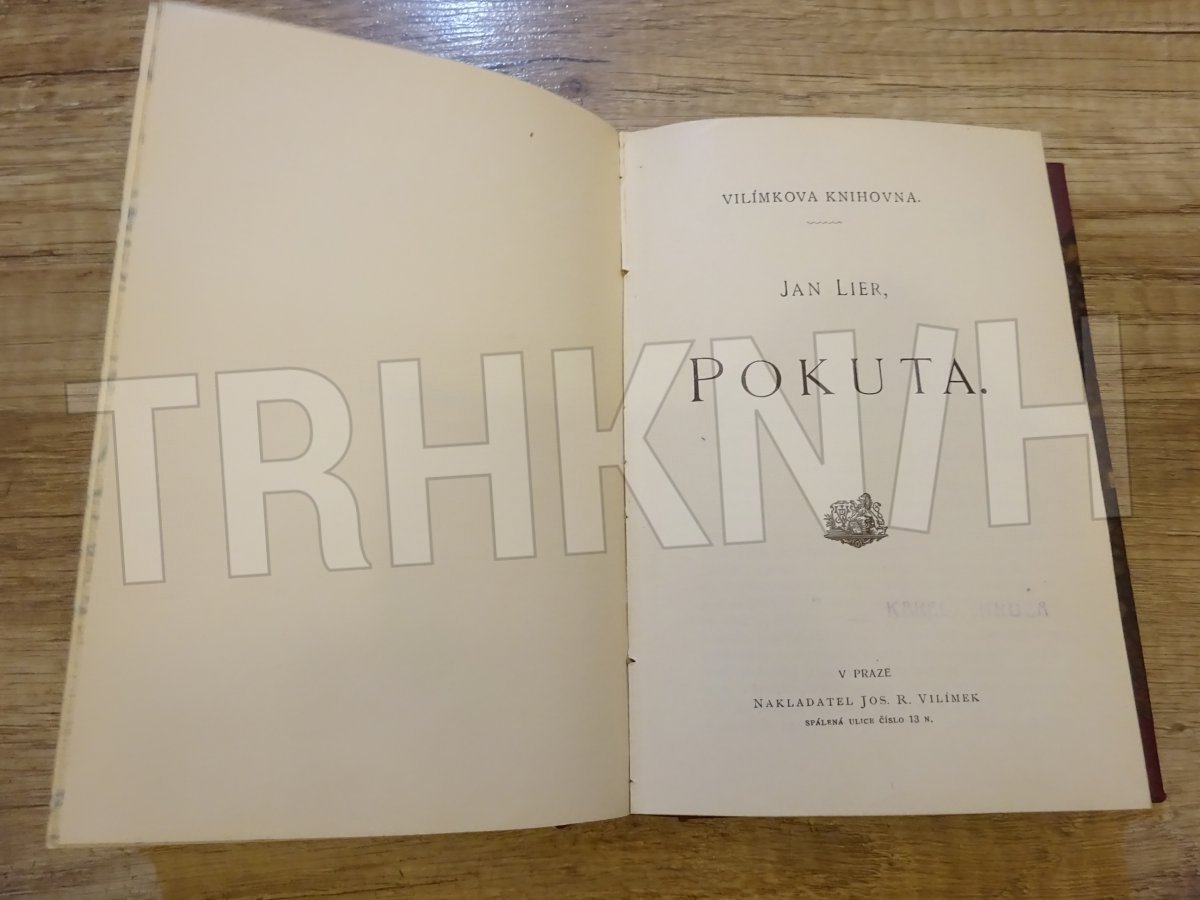 VILÍMKOVA KNIHOVNA.
JAN LIER,
POKUTA.
TRHKNIH
V PRAZE
NAKLADATEL JOS. R. VILÍMEK
SPÁLENÁ ULICE ČÍSLO 13 N.